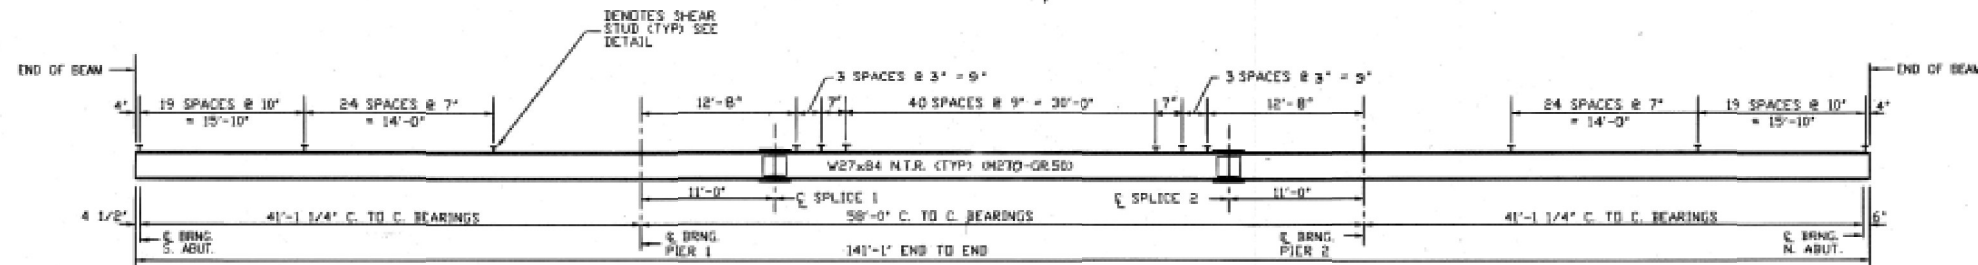 DENOTES SHEAR
STUD (TYP) SEE
DETAIL
END OF BEAM
END OF BEAM
3 SPACES @ 3" = 9"
3 SPACES @ 3" = 9"
4"
19 SPACES @ 10"
= 15'-10"
24 SPACES @ 7"
= 14'-0"
12'-8"
7"
40 SPACES @ 9" = 30'-0"
7"
12'-8"
24 SPACES @ 7"
= 14'-0"
19 SPACES @ 10"
= 15'-10"
4"
W27x84 N.T.R. (TYP) (M270-GR.50)
11'-0"
℄ SPLICE 1
℄ SPLICE 2
11'-0"
4 1/2"
41'-1 1/4" C. TO C. BEARINGS
58'-0" C. TO C. BEARINGS
41'-1 1/4" C. TO C. BEARINGS
6"
℄ BRNG.
S. ABUT.
℄ BRNG.
PIER 1
141'-1" END TO END
℄ BRNG.
PIER 2
℄ BRNG.
N. ABUT.